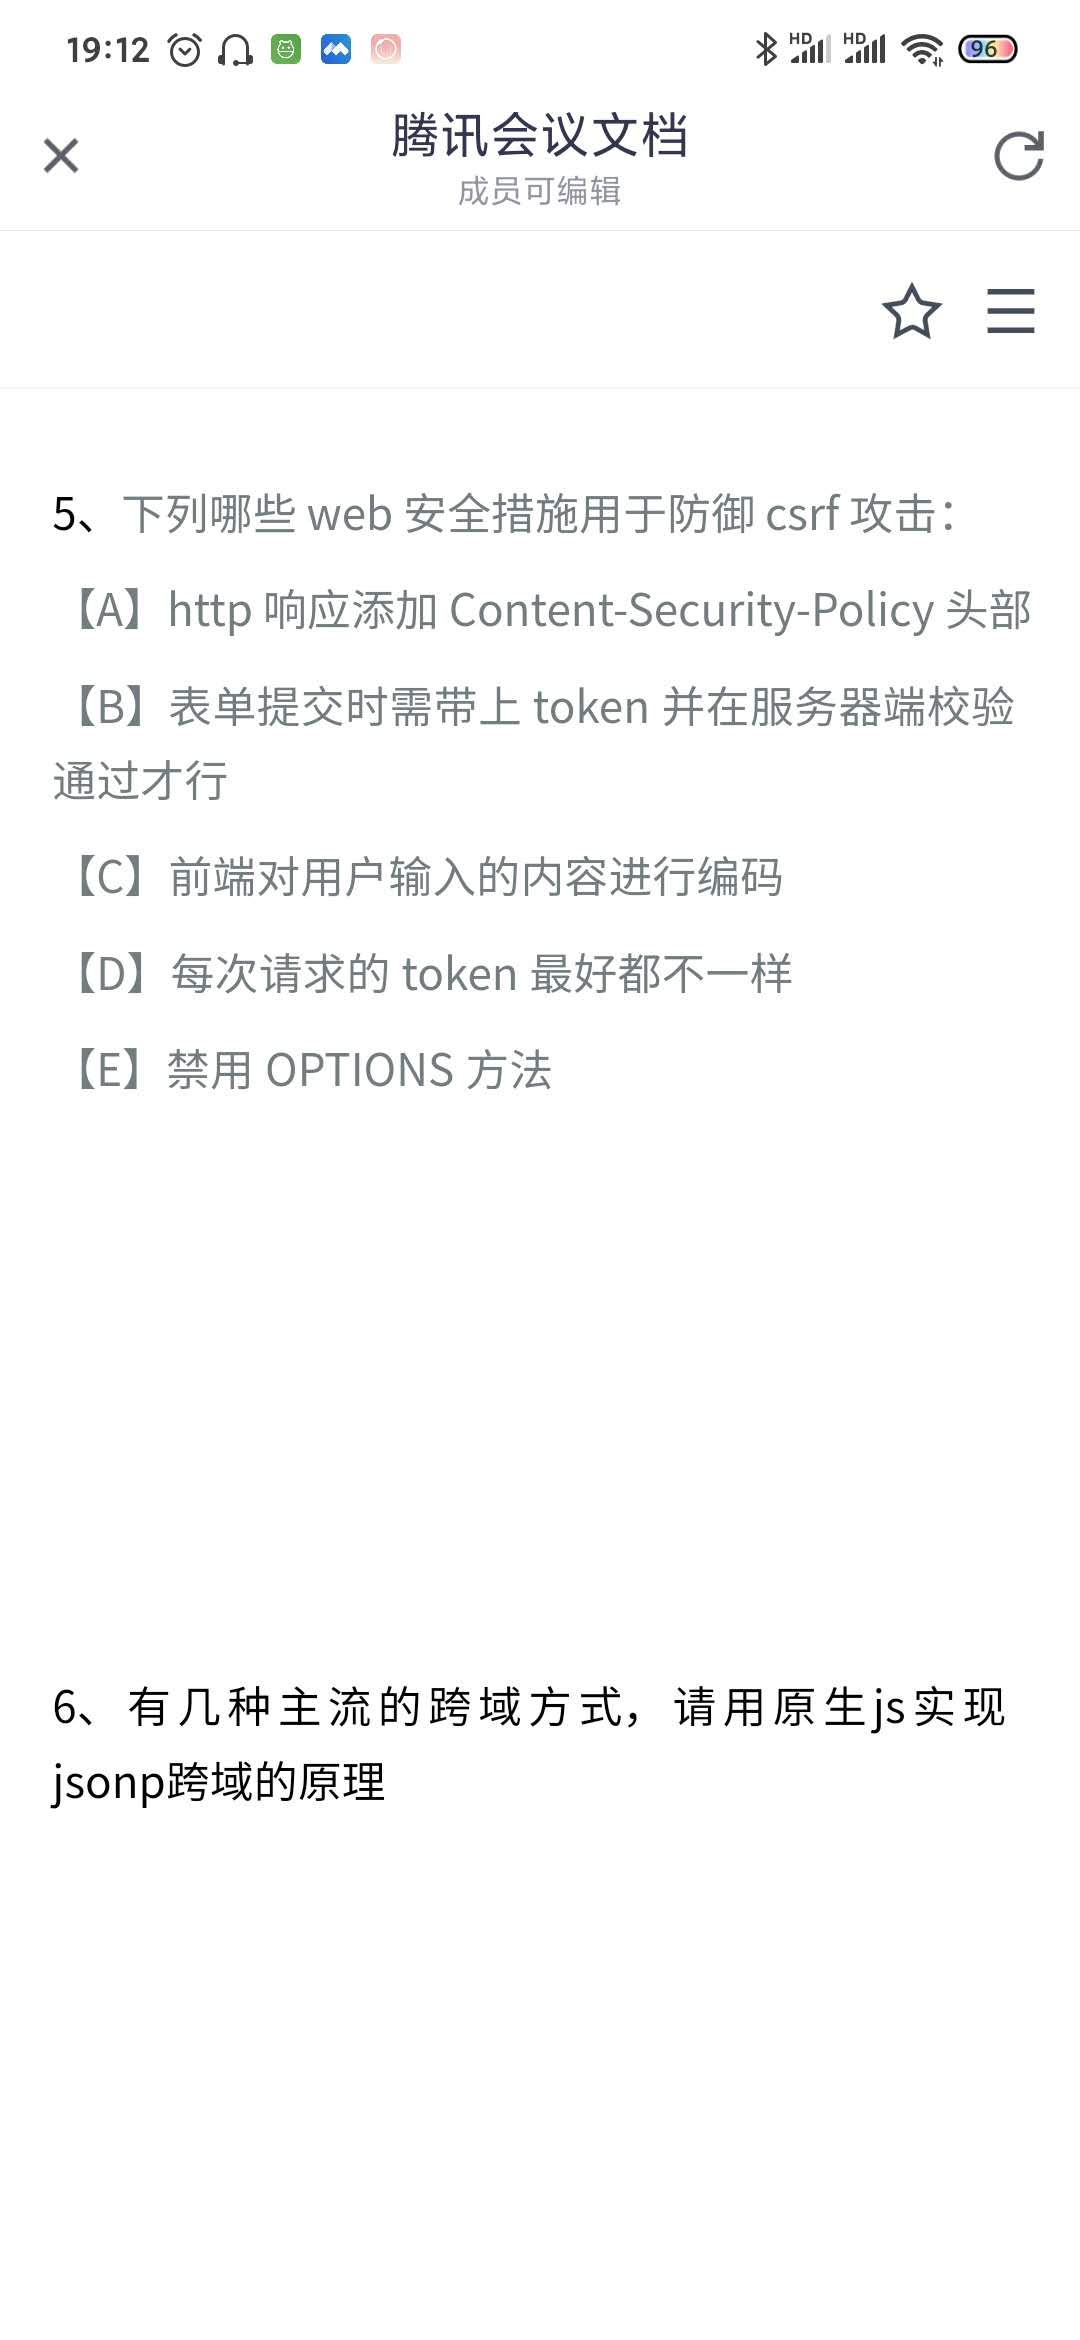 19:12 HD HD 96
腾讯会议文档
成员可编辑
5、下列哪些 web 安全措施用于防御 csrf 攻击：
【A】http 响应添加 Content-Security-Policy 头部
【B】表单提交时需带上 token 并在服务器端校验
通过才行
【C】前端对用户输入的内容进行编码
【D】每次请求的 token 最好都不一样
【E】禁用 OPTIONS 方法
6、有几种主流的跨域方式，请用原生js实现
jsonp跨域的原理